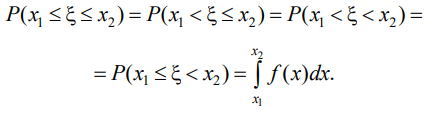 P(x₁ ≤ ξ ≤ x₂) = P(x₁ < ξ ≤ x₂) = P(x₁ < ξ < x₂) =
= P(x₁ ≤ ξ < x₂) = ∫_{x₁}^{x₂} f(x)dx.